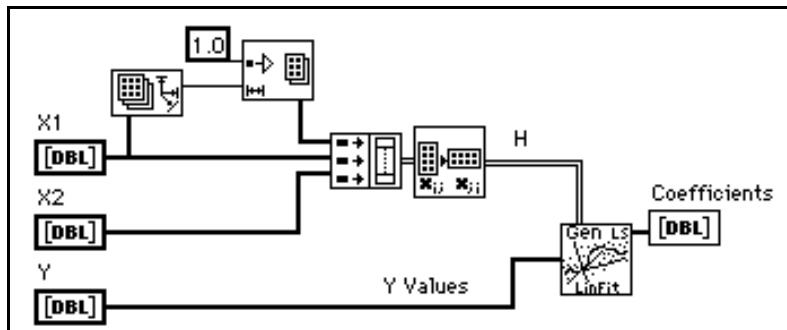 1.0
X1
[DBL]
X2
[DBL]
Y
[DBL]
H
Y Values
Coefficients
[DBL]
Gen LS
LinFit
x i,j x j,i